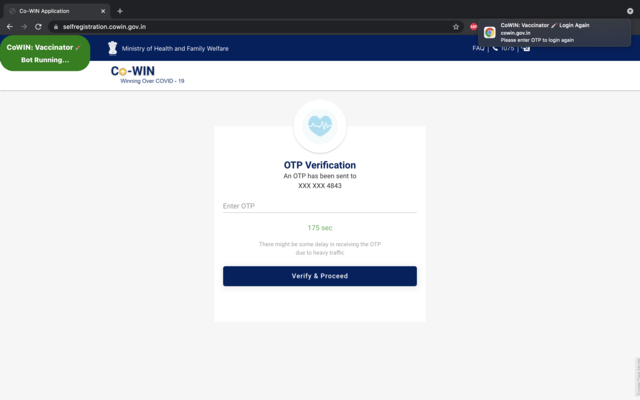 Co-WIN Application
selfregistration.cowin.gov.in
CoWIN: Vaccinator 💉 Login Again
cowin.gov.in
Please enter OTP to login again
CoWIN: Vaccinator 💉
Bot Running...
Ministry of Health and Family Welfare
FAQ
1075
Co-WIN
Winning Over COVID - 19
OTP Verification
An OTP has been sent to
XXX XXX 4843
Enter OTP
175 sec
There might be some delay in receiving the OTP
due to heavy traffic
Verify & Proceed